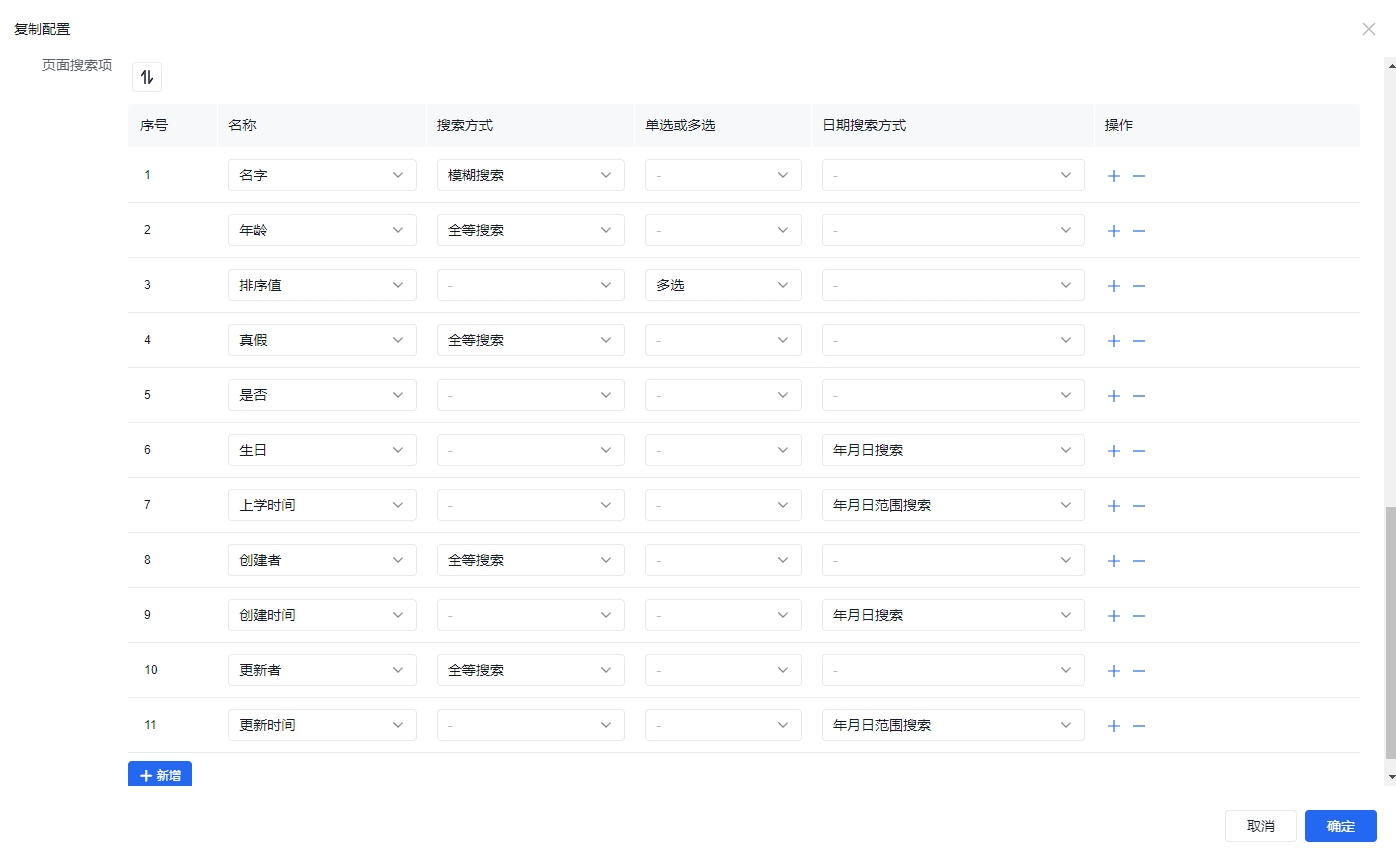 复制配置
页面搜索项
序号 名称 搜索方式 单选或多选 日期搜索方式 操作
1 名字 模糊搜索 - -
2 年龄 全等搜索 - -
3 排序值 - 多选 -
4 真假 全等搜索 - -
5 是否 - - -
6 生日 - - 年月日搜索
7 上学时间 - - 年月日范围搜索
8 创建者 全等搜索 - -
9 创建时间 - - 年月日搜索
10 更新者 全等搜索 - -
11 更新时间 - - 年月日范围搜索
+ 新增
取消 确定